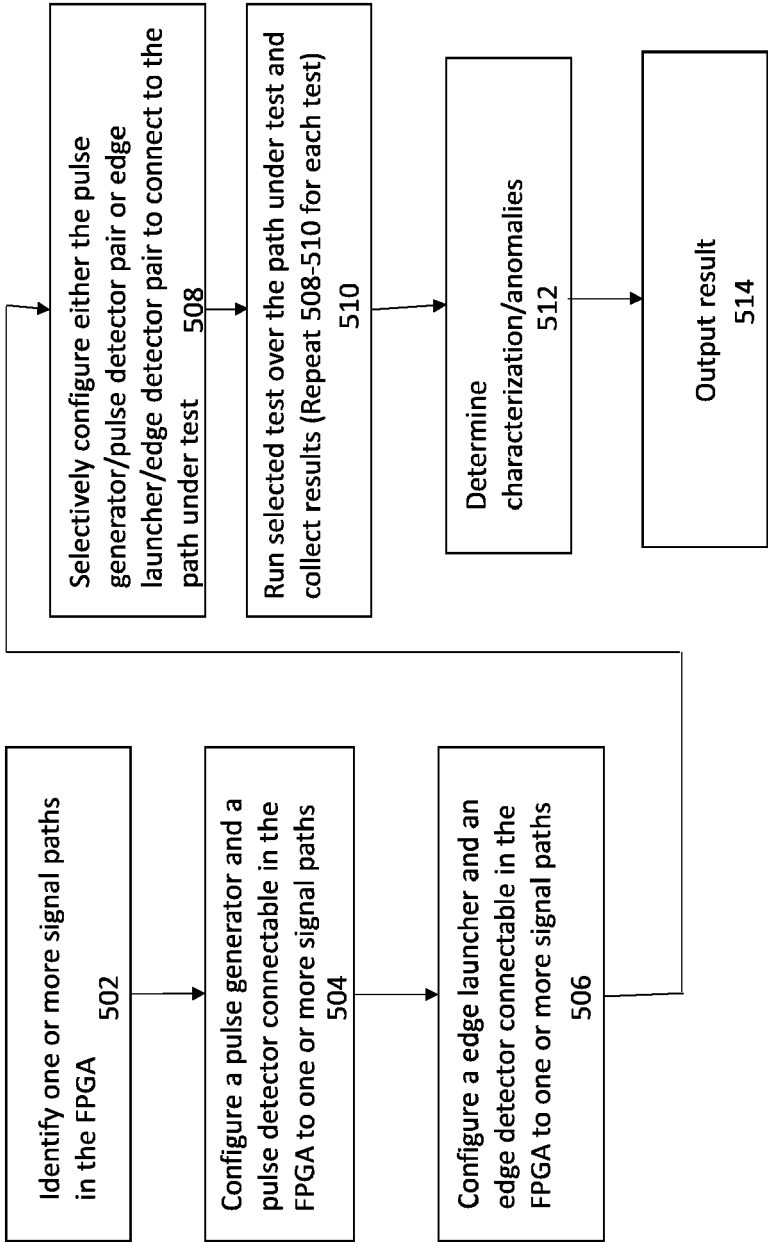 Identify one or more signal paths
in the FPGA
502
Configure a pulse generator and a
pulse detector connectable in the
FPGA to one or more signal paths
504
Configure a edge launcher and an
edge detector connectable in the
FPGA to one or more signal paths
506
Selectively configure either the pulse
generator/pulse detector pair or edge
launcher/edge detector pair to connect to the
path under test 508
Run selected test over the path under test and
collect results (Repeat 508-510 for each test)
510
Determine
characterization/anomalies
512
Output result
514